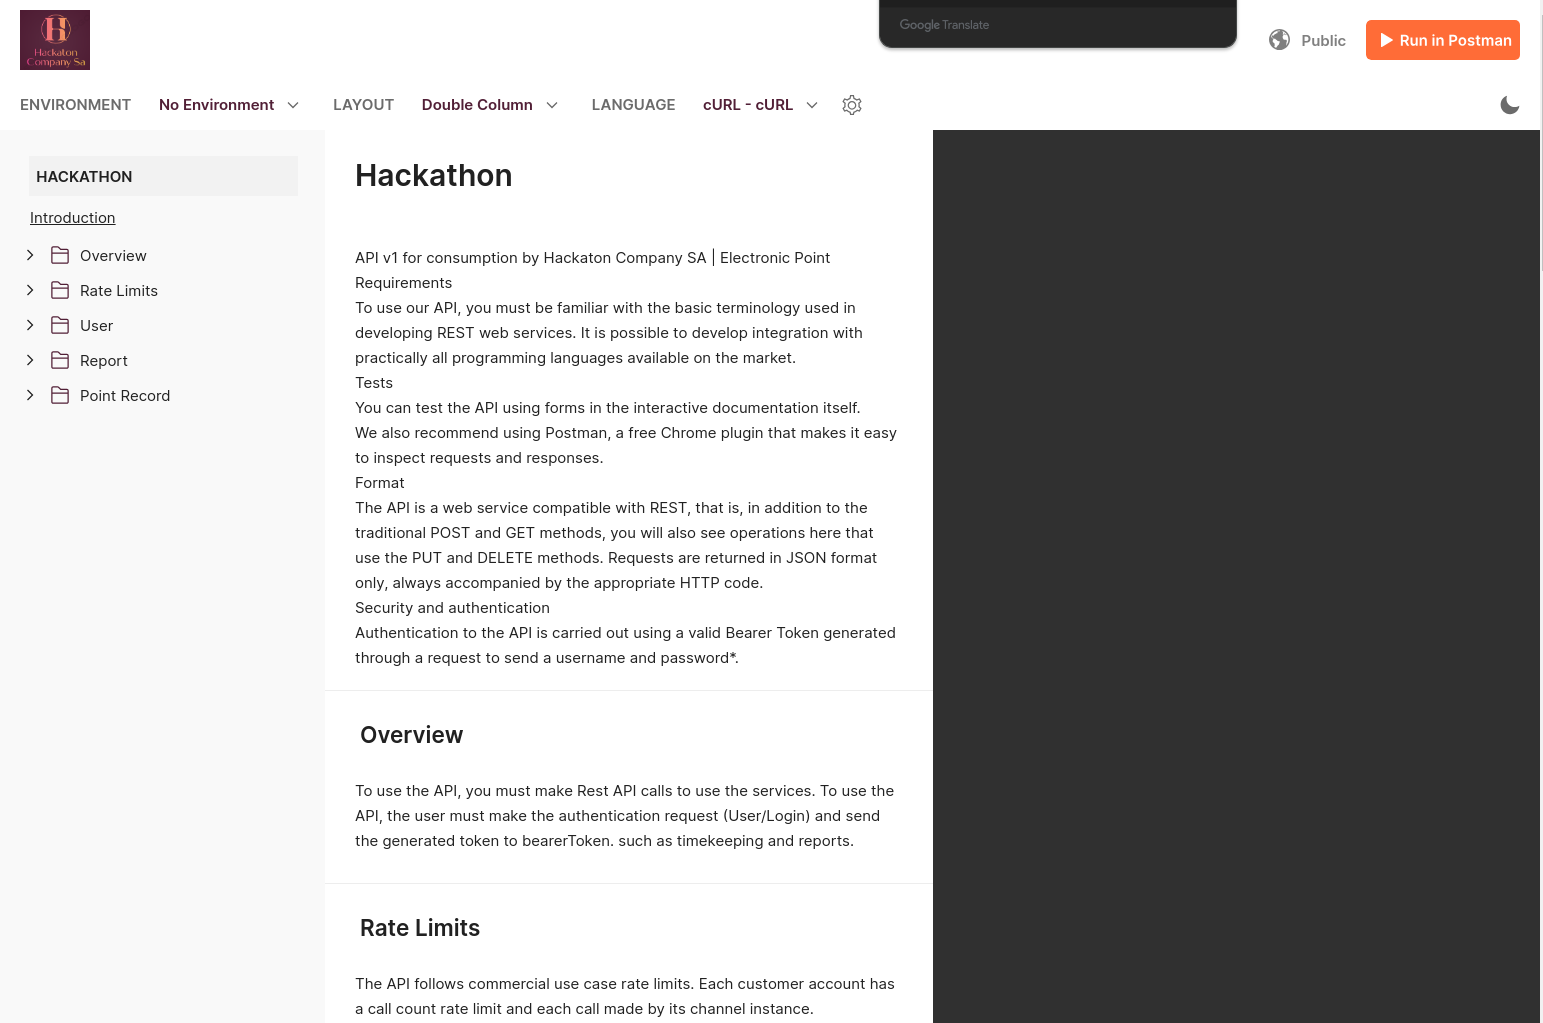 Hackaton
Company Sa
Google Translate
Public
Run in Postman
ENVIRONMENT No Environment LAYOUT Double Column LANGUAGE cURL - cURL
HACKATHON
Introduction
Overview
Rate Limits
User
Report
Point Record
Hackathon
API v1 for consumption by Hackaton Company SA | Electronic Point
Requirements
To use our API, you must be familiar with the basic terminology used in
developing REST web services. It is possible to develop integration with
practically all programming languages available on the market.
Tests
You can test the API using forms in the interactive documentation itself.
We also recommend using Postman, a free Chrome plugin that makes it easy
to inspect requests and responses.
Format
The API is a web service compatible with REST, that is, in addition to the
traditional POST and GET methods, you will also see operations here that
use the PUT and DELETE methods. Requests are returned in JSON format
only, always accompanied by the appropriate HTTP code.
Security and authentication
Authentication to the API is carried out using a valid Bearer Token generated
through a request to send a username and password*.
Overview
To use the API, you must make Rest API calls to use the services. To use the
API, the user must make the authentication request (User/Login) and send
the generated token to bearerToken. such as timekeeping and reports.
Rate Limits
The API follows commercial use case rate limits. Each customer account has
a call count rate limit and each call made by its channel instance.